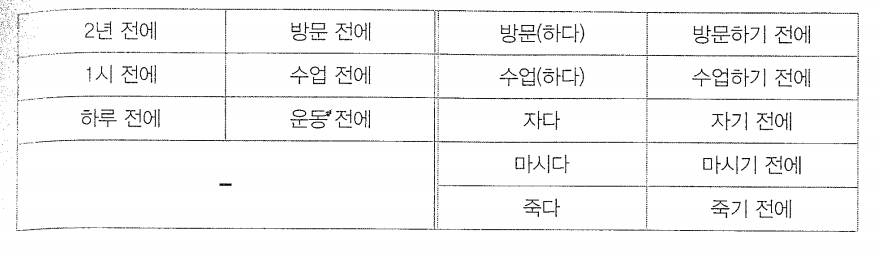 2년 전에 방문 전에 방문(하다) 방문하기 전에
1시 전에 수업 전에 수업(하다) 수업하기 전에
하루 전에 운동 전에 자다 자기 전에
– 마시다 마시기 전에
죽다 죽기 전에